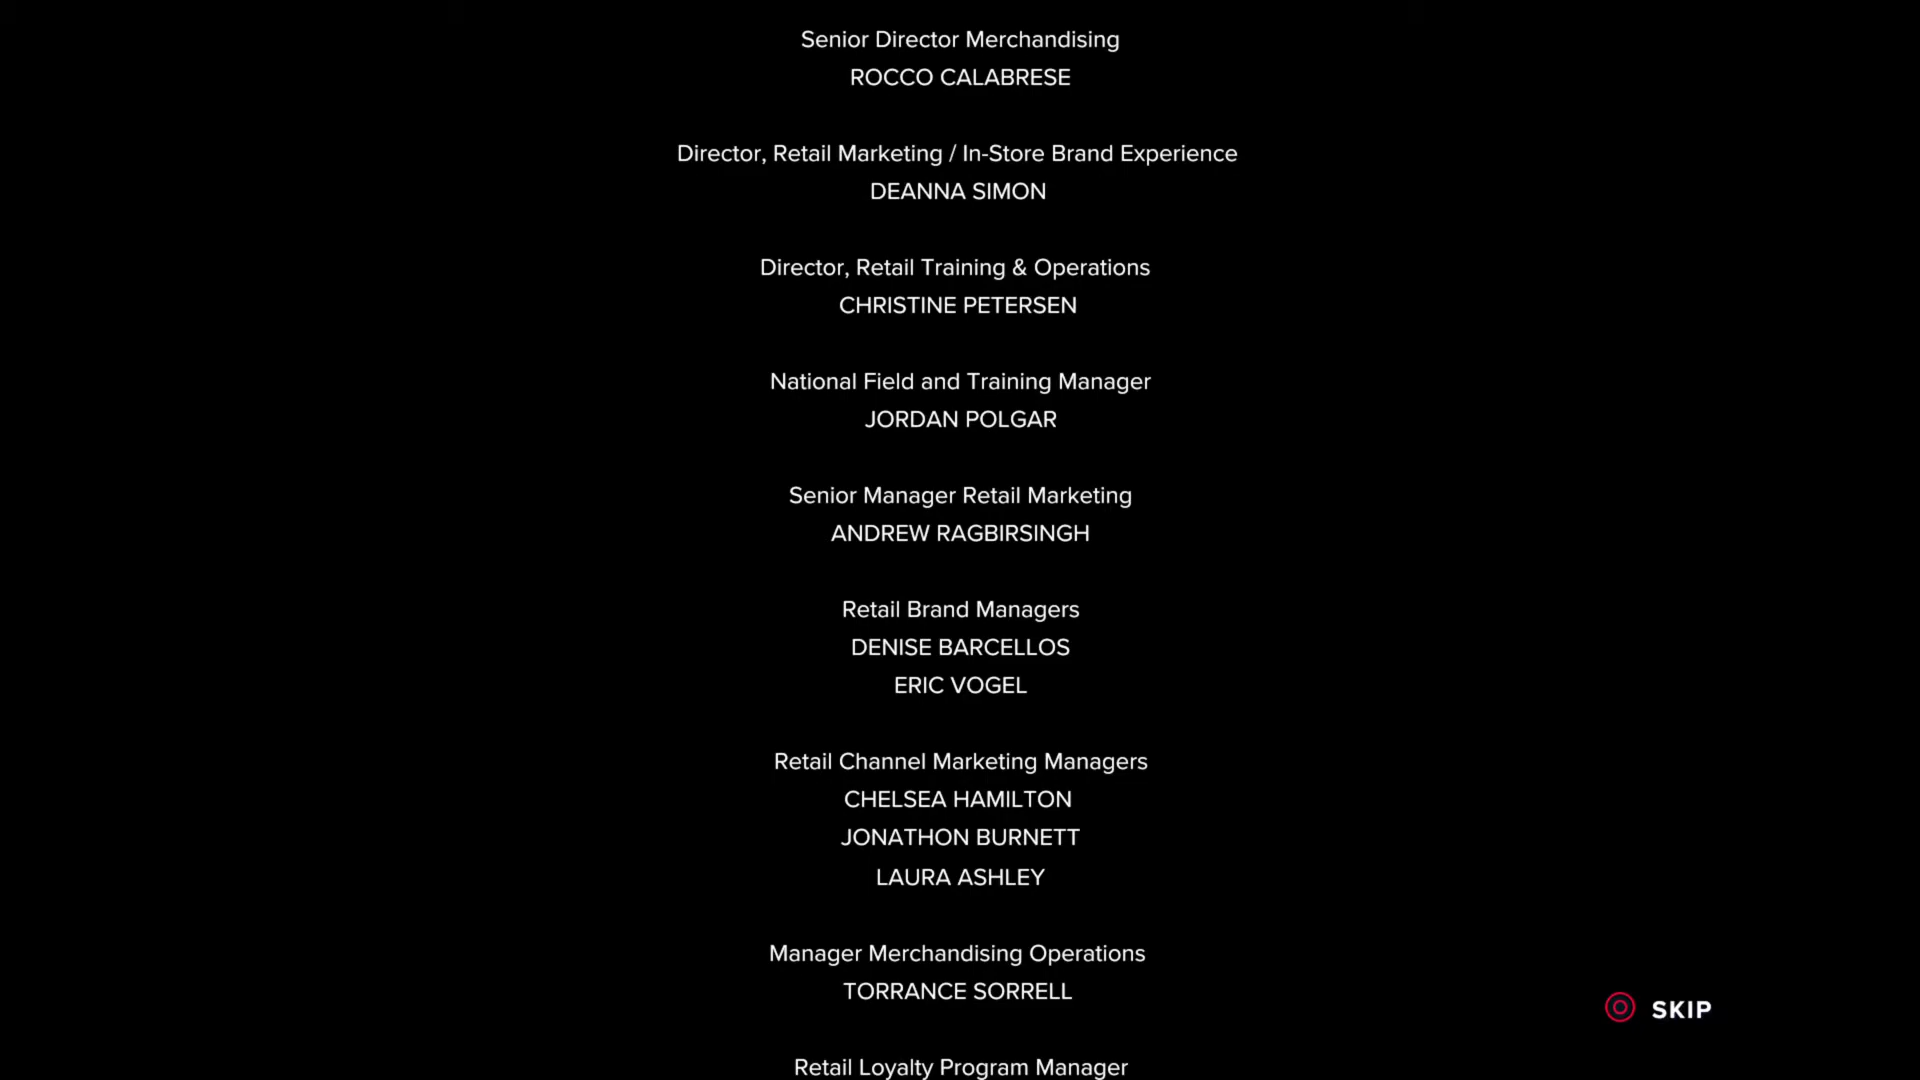 Senior Director Merchandising
ROCCO CALABRESE
Director, Retail Marketing / In-Store Brand Experience
DEANNA SIMON
Director, Retail Training & Operations
CHRISTINE PETERSEN
National Field and Training Manager
JORDAN POLGAR
Senior Manager Retail Marketing
ANDREW RAGBIRSINGH
Retail Brand Managers
DENISE BARCELLOS
ERIC VOGEL
Retail Channel Marketing Managers
CHELSEA HAMILTON
JONATHON BURNETT
LAURA ASHLEY
Manager Merchandising Operations
TORRANCE SORRELL
SKIP
Retail Loyalty Program Manager